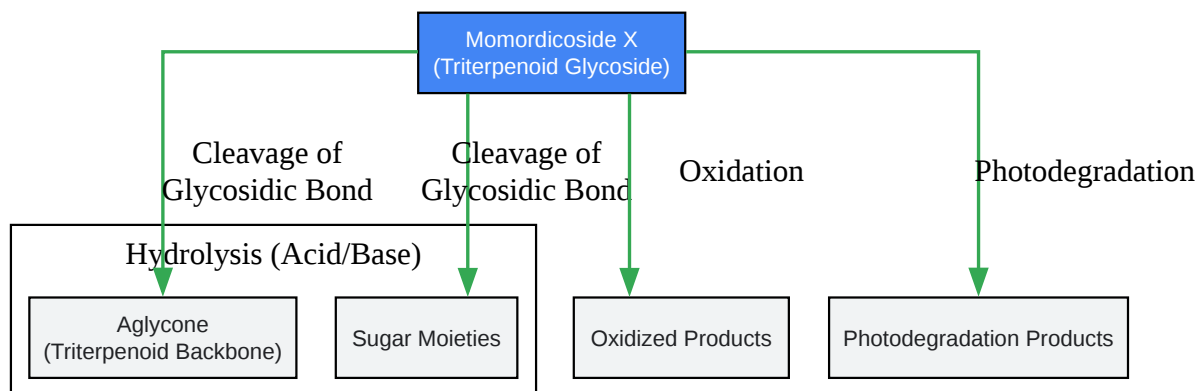 Momordicoside X
(Triterpenoid Glycoside)
Cleavage of
Glycosidic Bond
Cleavage of
Glycosidic Bond
Oxidation
Photodegradation
Hydrolysis (Acid/Base)
Aglycone
(Triterpenoid Backbone)
Sugar Moieties
Oxidized Products
Photodegradation Products